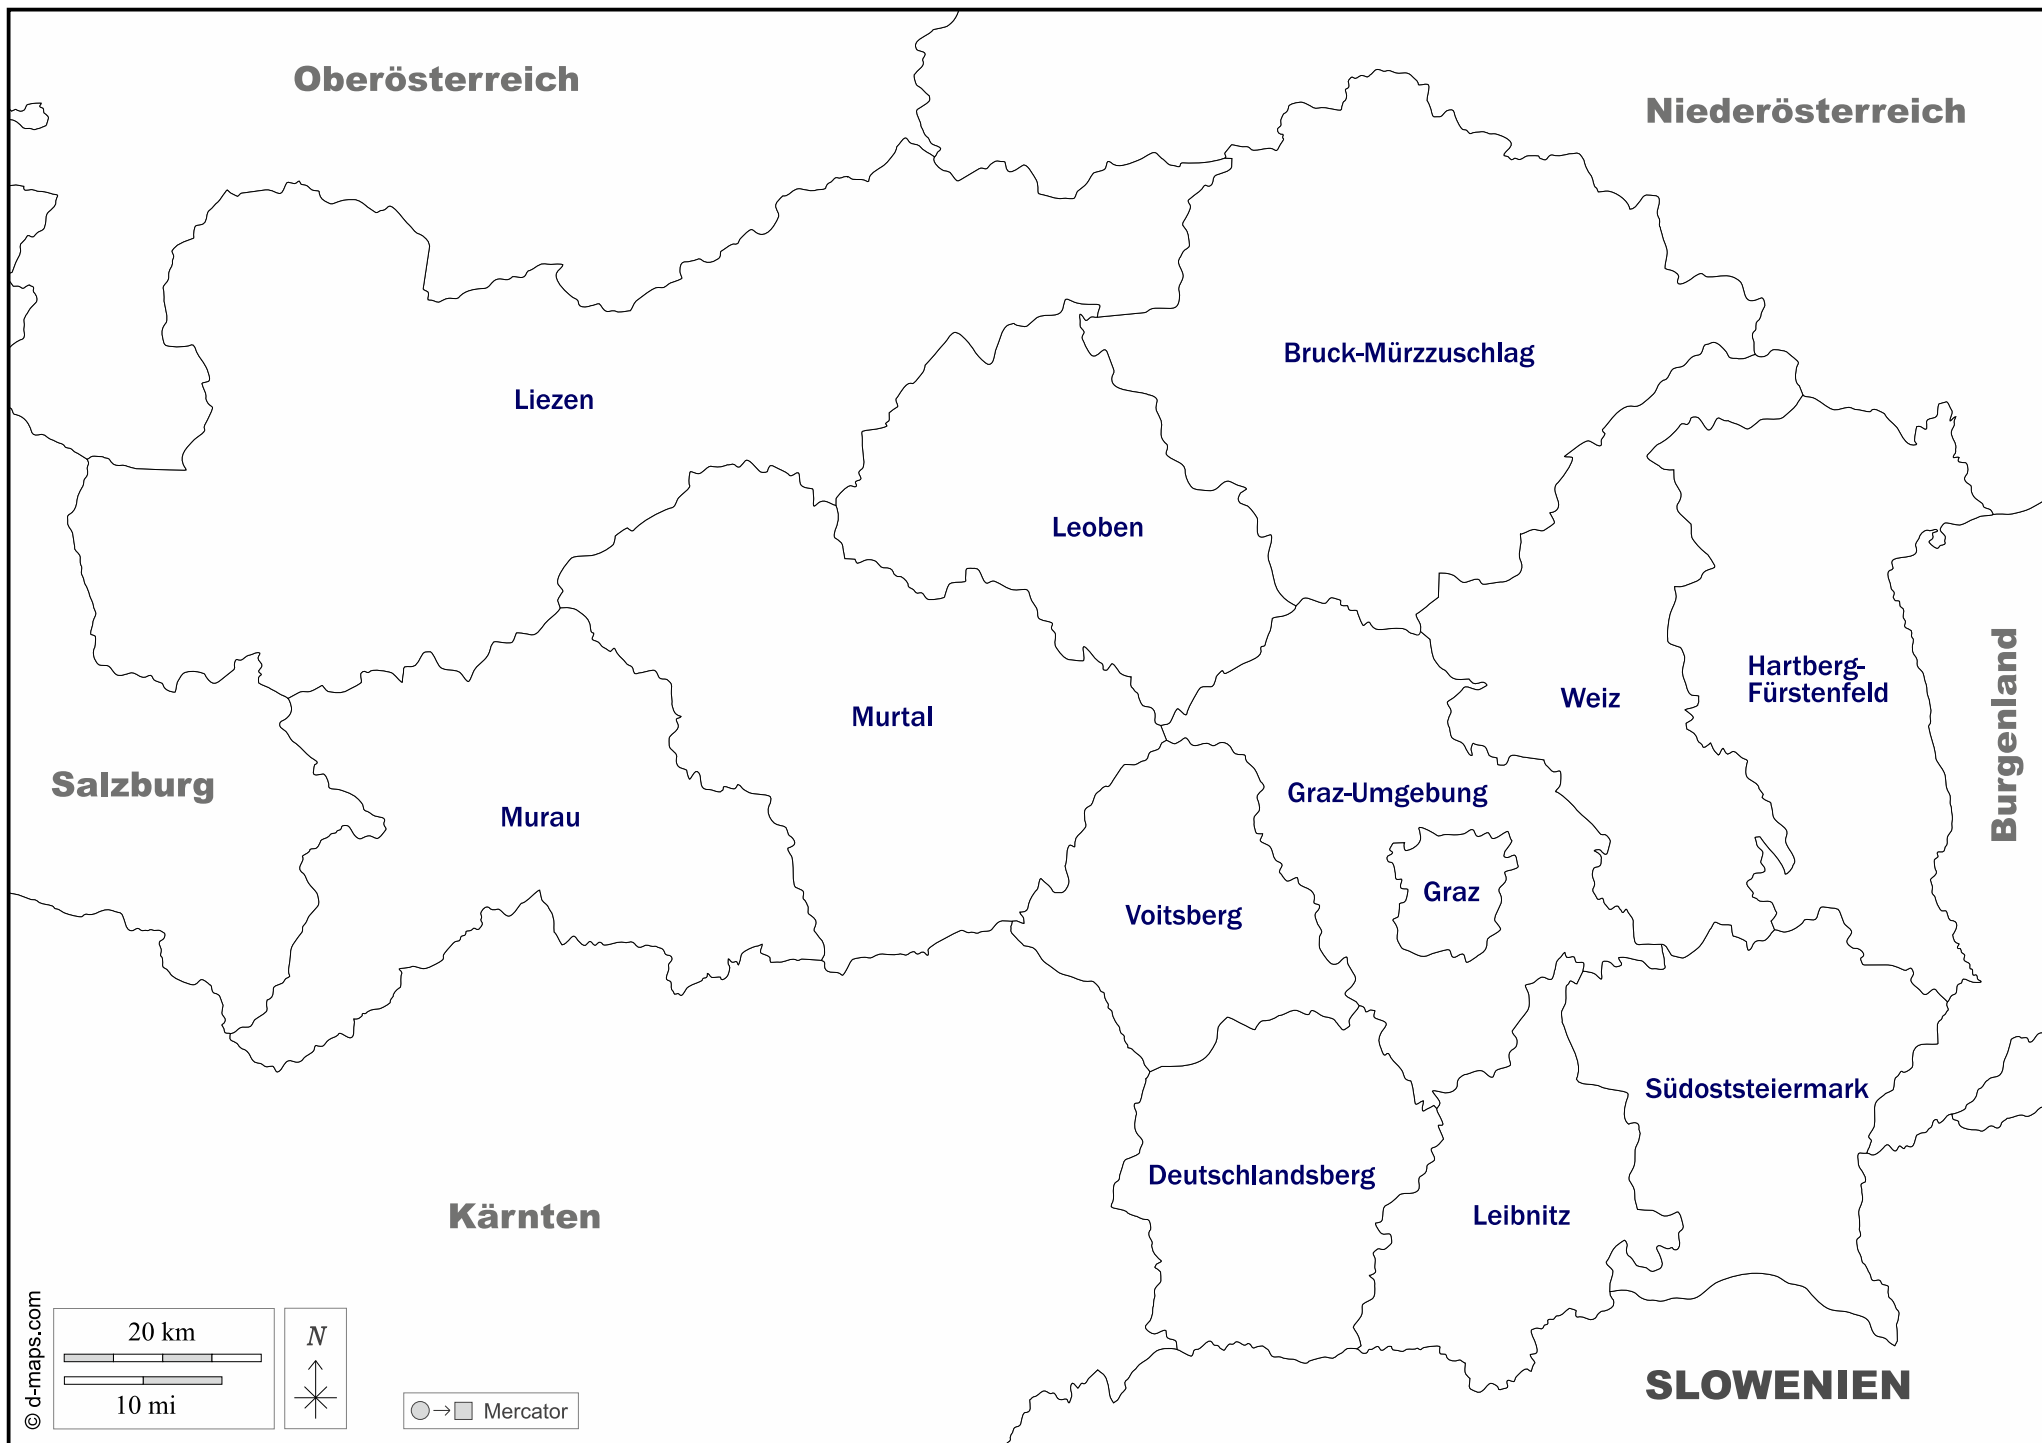 Oberösterreich
Niederösterreich
Bruck-Mürzzuschlag
Liezen
Leoben
Hartberg-
Fürstenfeld
Weiz
Murtal
Burgenland
Salzburg
Graz-Umgebung
Murau
Graz
Voitsberg
Südoststeiermark
Deutschlandsberg
Leibnitz
Kärnten
SLOWENIEN
© d-maps.com
20 km
10 mi
N
Mercator